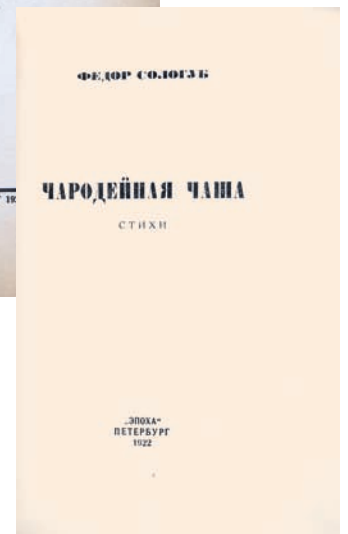 ФЕДОР СОЛОГУБ
ЧАРОДЕЙНАЯ ЧАША
СТИХИ
„ЭПОХА“
ПЕТЕРБУРГ
1922